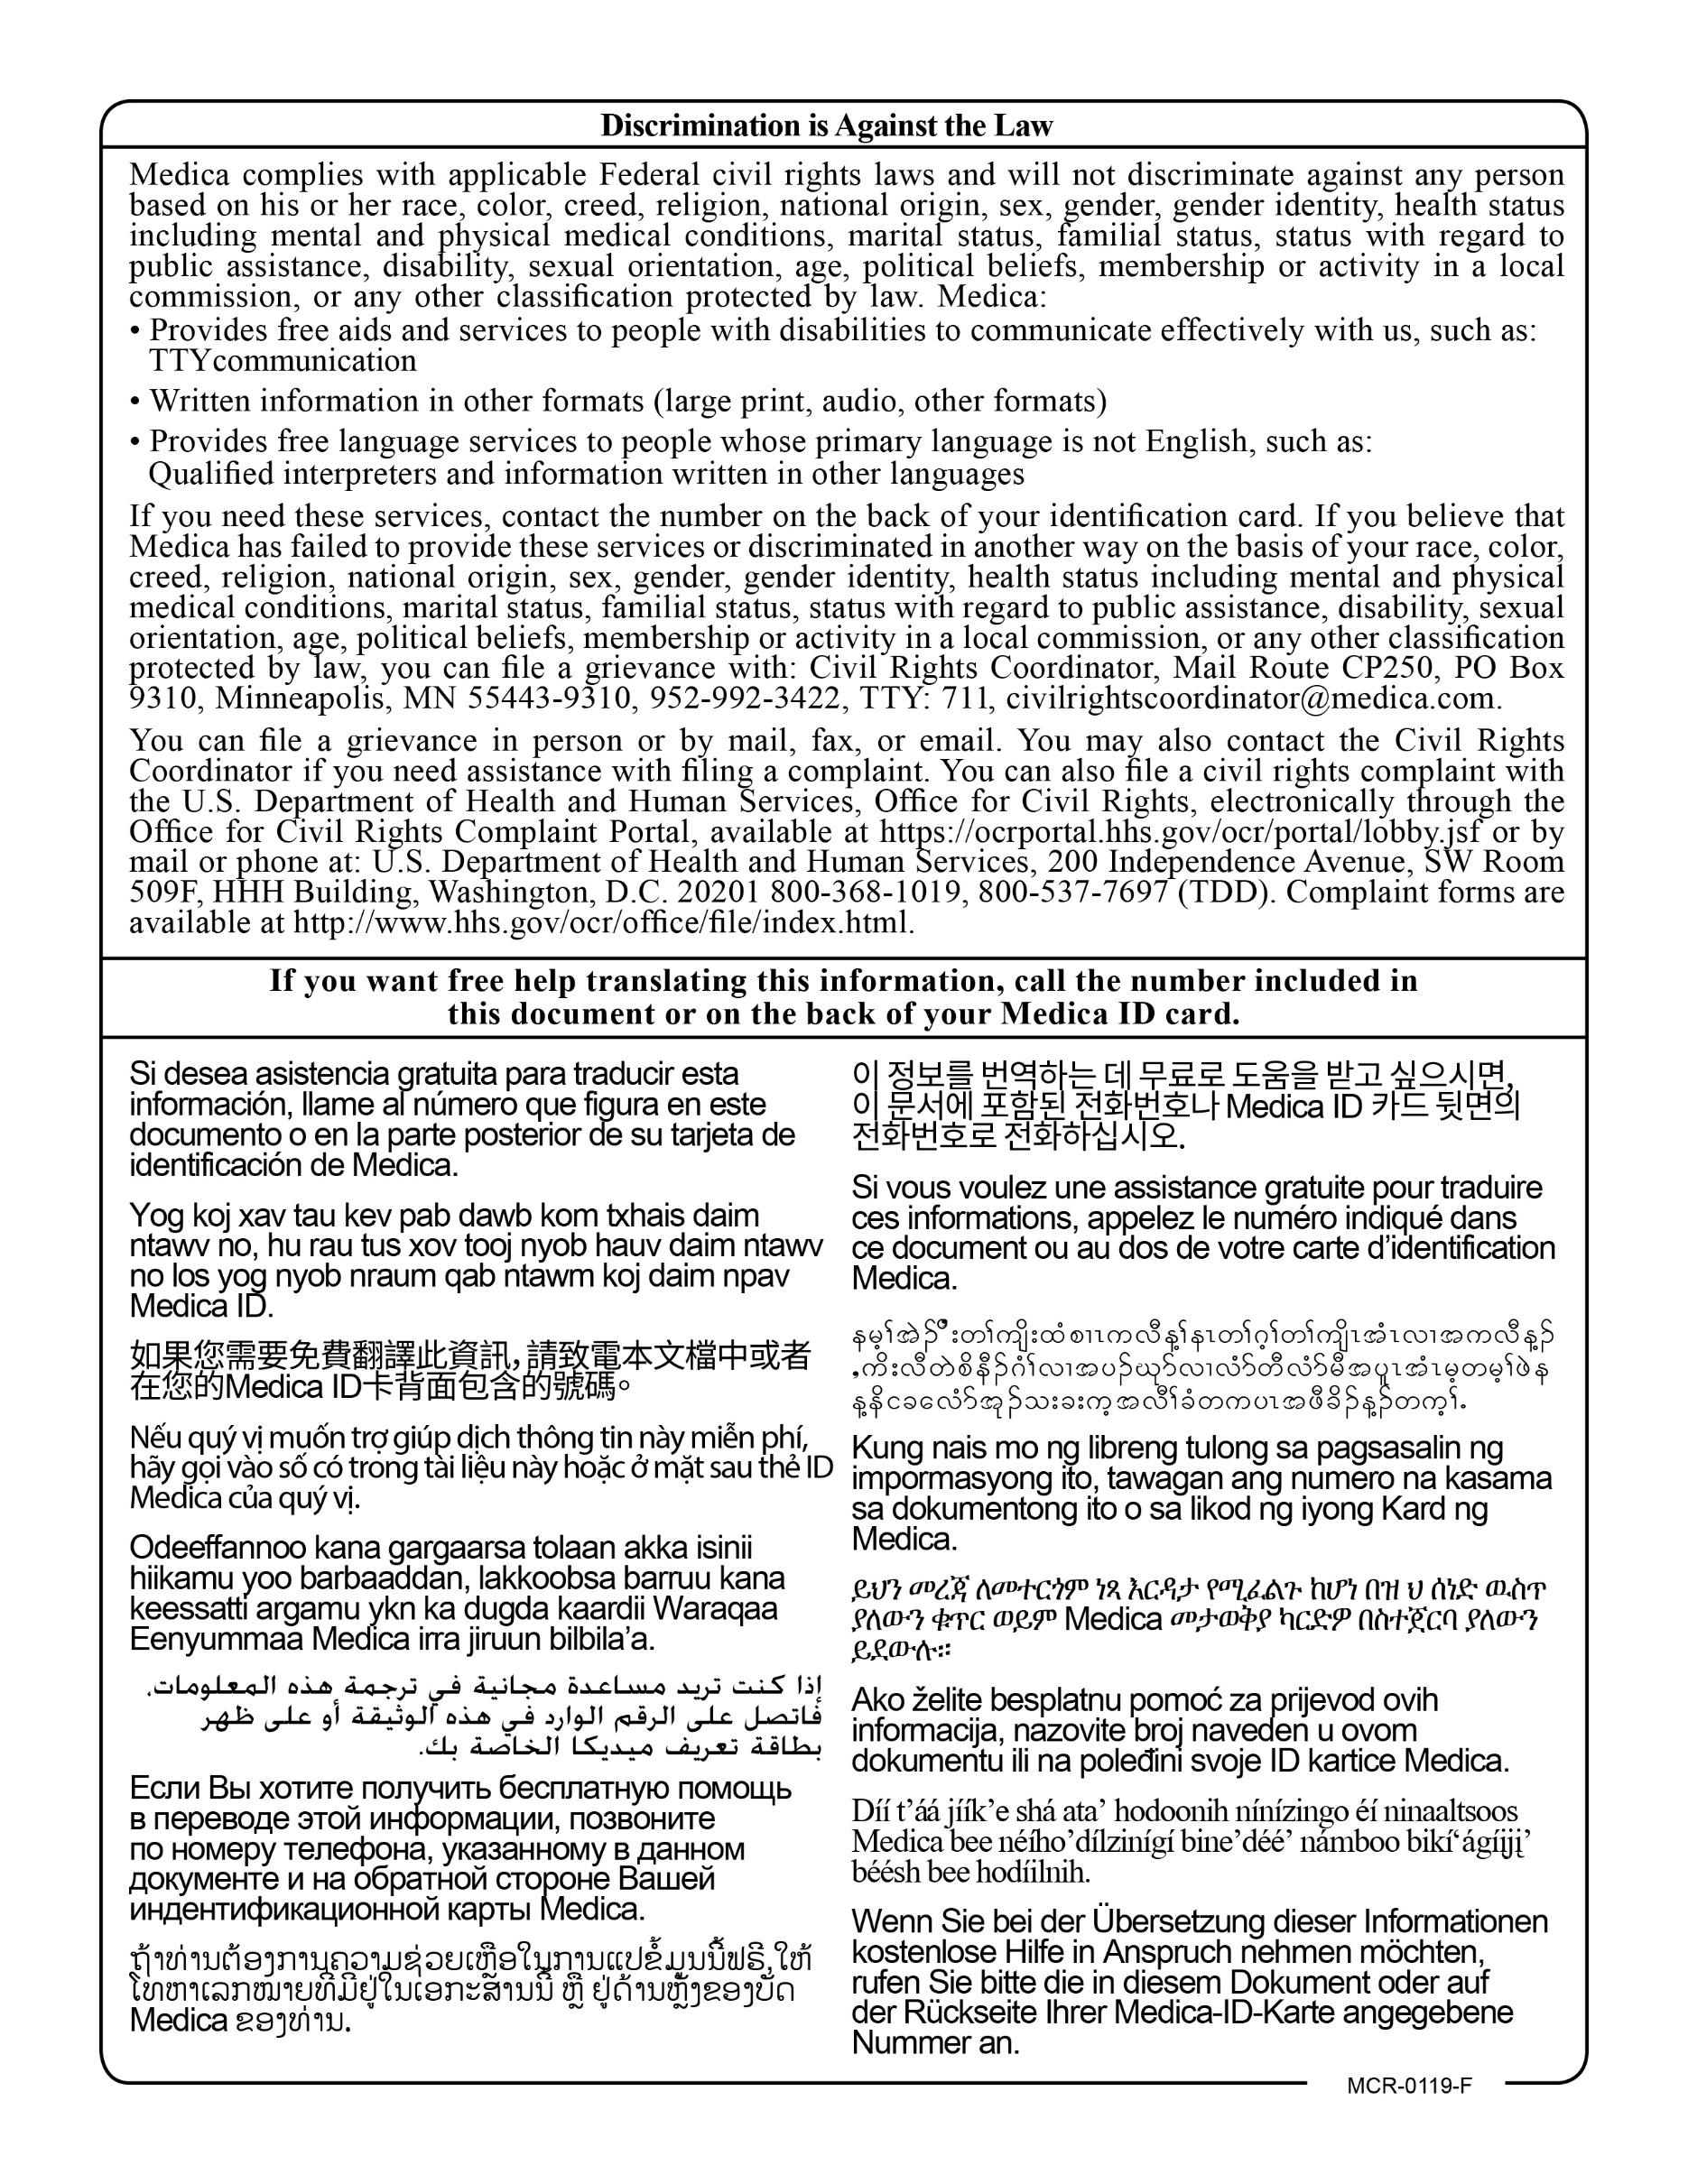 Discrimination is Against the Law
Medica complies with applicable Federal civil rights laws and will not discriminate against any person
based on his or her race, color, creed, religion, national origin, sex, gender, gender identity, health status
including mental and physical medical conditions, marital status, familial status, status with regard to
public assistance, disability, sexual orientation, age, political beliefs, membership or activity in a local
commission, or any other classification protected by law. Medica:
• Provides free aids and services to people with disabilities to communicate effectively with us, such as:
TTYcommunication
• Written information in other formats (large print, audio, other formats)
• Provides free language services to people whose primary language is not English, such as:
Qualified interpreters and information written in other languages
If you need these services, contact the number on the back of your identification card. If you believe that
Medica has failed to provide these services or discriminated in another way on the basis of your race, color,
creed, religion, national origin, sex, gender, gender identity, health status including mental and physical
medical conditions, marital status, familial status, status with regard to public assistance, disability, sexual
orientation, age, political beliefs, membership or activity in a local commission, or any other classification
protected by law, you can file a grievance with: Civil Rights Coordinator, Mail Route CP250, PO Box
9310, Minneapolis, MN 55443-9310, 952-992-3422, TTY: 711, civilrightscoordinator@medica.com.
You can file a grievance in person or by mail, fax, or email. You may also contact the Civil Rights
Coordinator if you need assistance with filing a complaint. You can also file a civil rights complaint with
the U.S. Department of Health and Human Services, Office for Civil Rights, electronically through the
Office for Civil Rights Complaint Portal, available at https://ocrportal.hhs.gov/ocr/portal/lobby.jsf or by
mail or phone at: U.S. Department of Health and Human Services, 200 Independence Avenue, SW Room
509F, HHH Building, Washington, D.C. 20201 800-368-1019, 800-537-7697 (TDD). Complaint forms are
available at http://www.hhs.gov/ocr/office/file/index.html.
If you want free help translating this information, call the number included in
this document or on the back of your Medica ID card.
Si desea asistencia gratuita para traducir esta
información, llame al número que figura en este
documento o en la parte posterior de su tarjeta de
identificación de Medica.
Yog koj xav tau kev pab dawb kom txhais daim
ntawv no, hu rau tus xov tooj nyob hauv daim ntawv
no los yog nyob nraum qab ntawm koj daim npav
Medica ID.
如果您需要免費翻譯此資訊，請致電本文檔中或者
在您的Medica ID卡背面包含的號碼。
Nếu quý vị muốn trợ giúp dịch thông tin này miễn phí,
hãy gọi vào số có trong tài liệu này hoặc ở mặt sau thẻ ID
Medica của quý vị.
Odeeffannoo kana gargaarsa tolaan akka isinii
hiikamu yoo barbaaddan, lakkoobsa barruu kana
keessatti argamu ykn ka dugda kaardii Waraqaa
Eenyummaa Medica irra jiruun bilbila’a.
إذا كنت تريد مساعدة مجانية في ترجمة هذه المعلومات،
فاتصل على الرقم الوارد في هذه الوثيقة أو على ظهر
بطاقة تعريف ميديكا الخاصة بك.
Если Вы хотите получить бесплатную помощь
в переводе этой информации, позвоните
по номеру телефона, указанному в данном
документе и на обратной стороне Вашей
индентификационной карты Medica.
ຖ້າທ່ານຕ້ອງການຄວາມຊ່ວຍເຫຼືອໃນການແປຂໍ້ມູນນີ້ຟຣີ, ໃຫ້
ໂທຫາເລກໝາຍທີ່ມີຢູ່ໃນເອກະສານນີ້ ຫຼື ຢູ່ດ້ານຫຼັງຂອງບັດ
Medica ຂອງທ່ານ.
이 정보를 번역하는 데 무료로 도움을 받고 싶으시면,
이 문서에 포함된 전화번호나 Medica ID 카드 뒷면의
전화번호로 전화하십시오.
Si vous voulez une assistance gratuite pour traduire
ces informations, appelez le numéro indiqué dans
ce document ou au dos de votre carte d’identification
Medica.
Kung nais mo ng libreng tulong sa pagsasalin ng
impormasyong ito, tawagan ang numero na kasama
sa dokumentong ito o sa likod ng iyong Kard ng
Medica.
ይህን መረጃ ለመተርጎም ነጻ እርዳታ የሚፈልጉ ከሆነ በዝ ህ ሰነድ ዉስጥ
ያለውን ቁጥር ወይም Medica መታወቅያ ካርድዎ በስተጀርባ ያለውን
ይደውሉ።
Ako želite besplatnu pomoć za prijevod ovih
informacija, nazovite broj naveden u ovom
dokumentu ili na poleđini svoje ID kartice Medica.
Díí t’áá jíík’e shá ata’ hodoonih nínízingo éí ninaaltsoos
Medica bee néího’dílzinígí bine’déé’ námboo bikí‘ágíijį’
béésh bee hodíilnih.
Wenn Sie bei der Übersetzung dieser Informationen
kostenlose Hilfe in Anspruch nehmen möchten,
rufen Sie bitte die in diesem Dokument oder auf
der Rückseite Ihrer Medica-ID-Karte angegebene
Nummer an.
MCR-0119-F